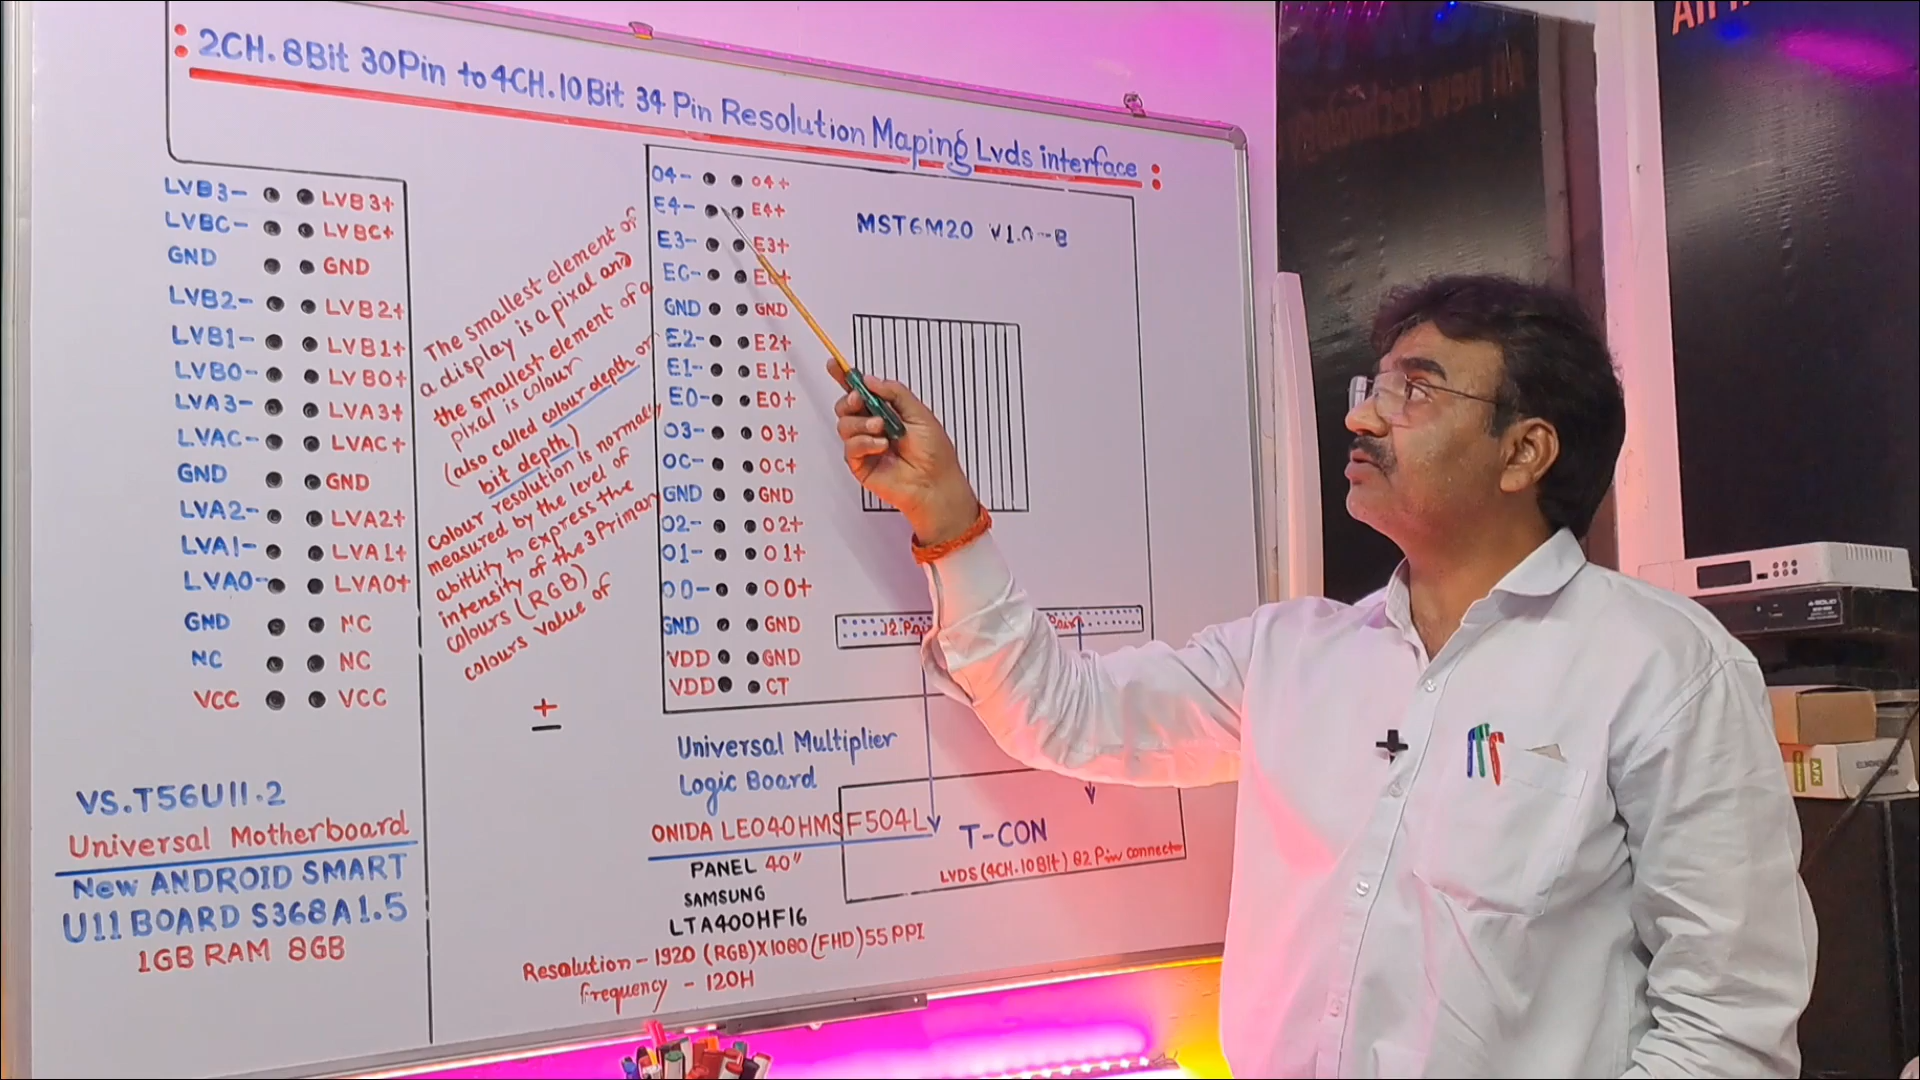 : 2CH. 8Bit 30Pin to 4CH.10Bit 34 Pin Resolution Maping Lvds interface :
LVB3- LVB3+
LVBC- LVBC+
GND GND
LVB2- LVB2+
LVB1- LVB1+
LVB0- LVB0+
LVA3- LVA3+
LVAC- LVAC+
GND GND
LVA2- LVA2+
LVA1- LVA1+
LVA0- LVA0+
GND NC
NC NC
VCC VCC
VS.T56U11.2
Universal Motherboard
New ANDROID SMART
U11 BOARD S368A1.5
1GB RAM 8GB
The smallest element of
a display is a pixal and
the smallest element of a
pixal is colour
(also called colour depth or
bit depth)
Colour resolution is normally
measured by the level of
abitlity to express the
intensity of the 3 Primary
colours (RGB)
colours value of
+
-
O4- O4+
E4- E4+
E3- E3+
EC-
GND GND
E2- E2+
E1- E1+
E0- E0+
O3- O3+
OC- OC+
GND GND
O2- O2+
O1- O1+
O0- O0+
GND GND
VDD GND
VDD CT
MST6M20 V1.0--B
Universal Multiplier
Logic Board
ONIDA LEO40HMSF504L
PANEL 40"
SAMSUNG
LTA400HF16
Resolution - 1920 (RGB)X1080(FHD)55 PPI
frequency - 120H
T-CON
LVDS (4CH.10Bit) 82 Pin connector
All new technology
AFK